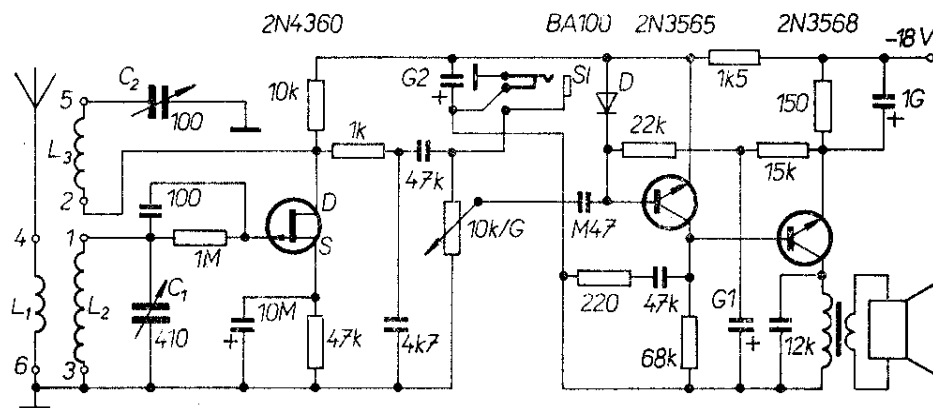 2N4360
BA100
2N3565
2N3568
-18V
C2
G2
S1
D
1k5
5
100
10k
+
150
1G
+
L3
1k
22k
2
47k
15k
100
D
10k/G
M47
4
1
1M
S
L1
L2
C1
410
10M
+
47k
4k7
220
47k
G1
+
68k
12k
6
3